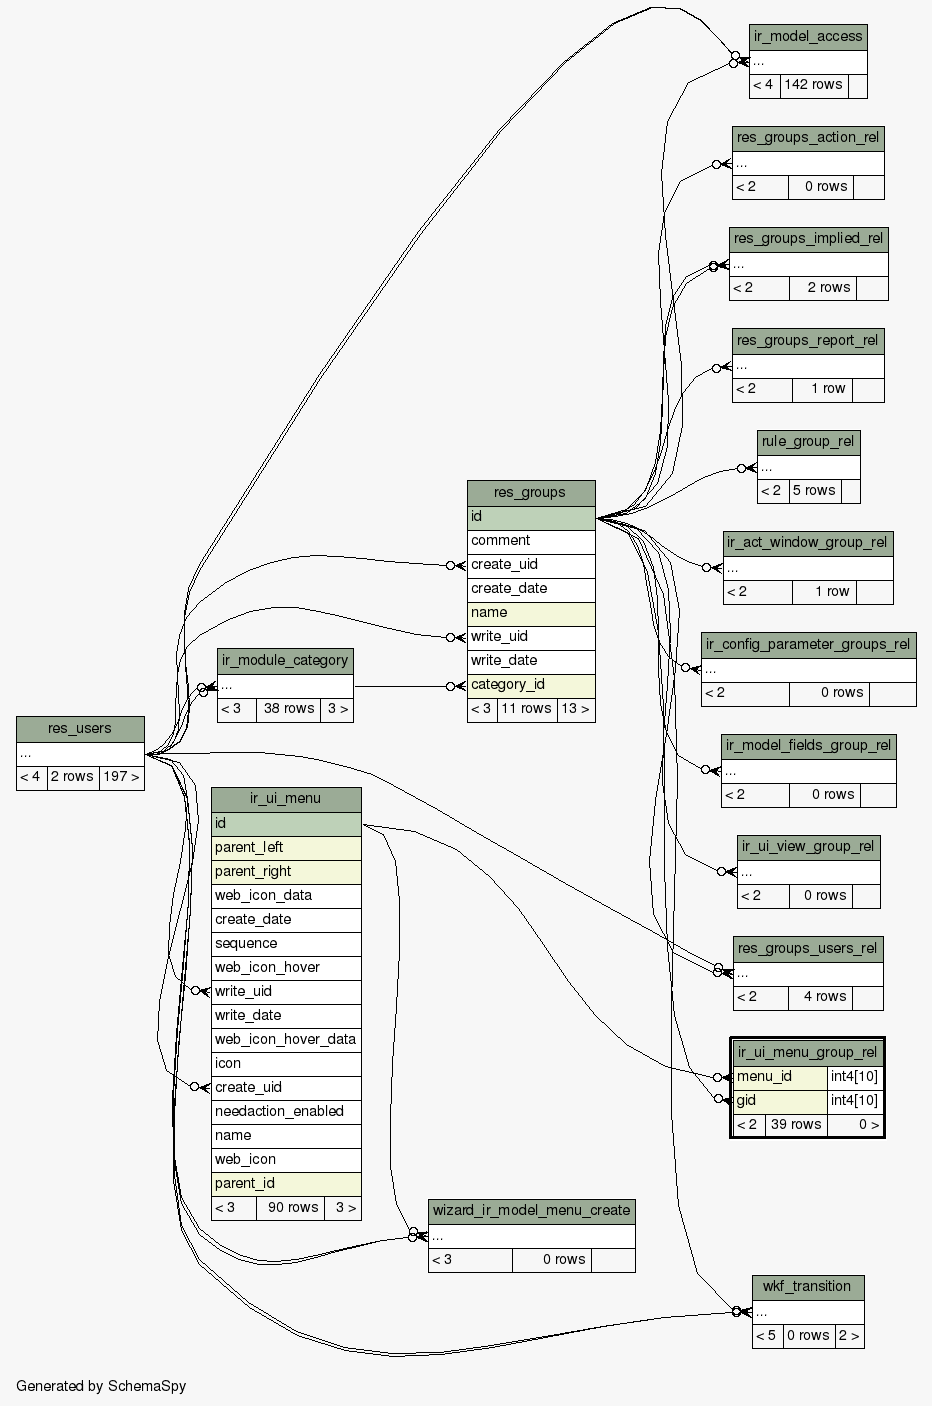 ir_model_access
...
< 4 142 rows
res_groups_action_rel
...
< 2 0 rows
res_groups_implied_rel
...
< 2 2 rows
res_groups_report_rel
...
< 2 1 row
rule_group_rel
...
< 2 5 rows
res_groups
id
comment
create_uid
create_date
name
write_uid
write_date
category_id
< 3 11 rows 13 >
ir_act_window_group_rel
...
< 2 1 row
ir_config_parameter_groups_rel
...
< 2 0 rows
ir_module_category
...
< 3 38 rows 3 >
res_users
...
< 4 2 rows 197 >
ir_model_fields_group_rel
...
< 2 0 rows
ir_ui_menu
id
parent_left
parent_right
web_icon_data
create_date
sequence
web_icon_hover
write_uid
write_date
web_icon_hover_data
icon
create_uid
needaction_enabled
name
web_icon
parent_id
< 3 90 rows 3 >
ir_ui_view_group_rel
...
< 2 0 rows
res_groups_users_rel
...
< 2 4 rows
ir_ui_menu_group_rel
menu_id int4[10]
gid int4[10]
< 2 39 rows 0 >
wizard_ir_model_menu_create
...
< 3 0 rows
wkf_transition
...
< 5 0 rows 2 >
Generated by SchemaSpy